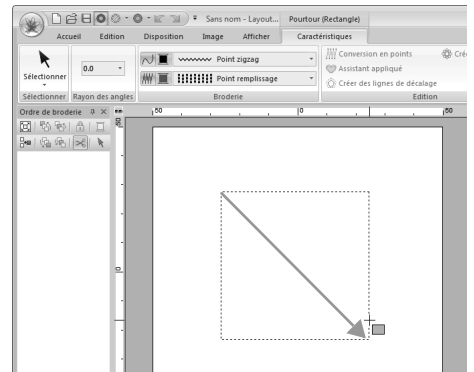 Sans nom - Layout... Pourtour (Rectangle)
Accueil Edition Disposition Image Afficher Caractéristiques
Sélectionner
0.0
Point zigzag
Point remplissage
Conversion en points
Assistant appliqué
Créer des lignes de décalage
Cré
Sélectionner Rayon des angles Broderie Edition
Ordre de broderie
mm 50 0 50
50
0